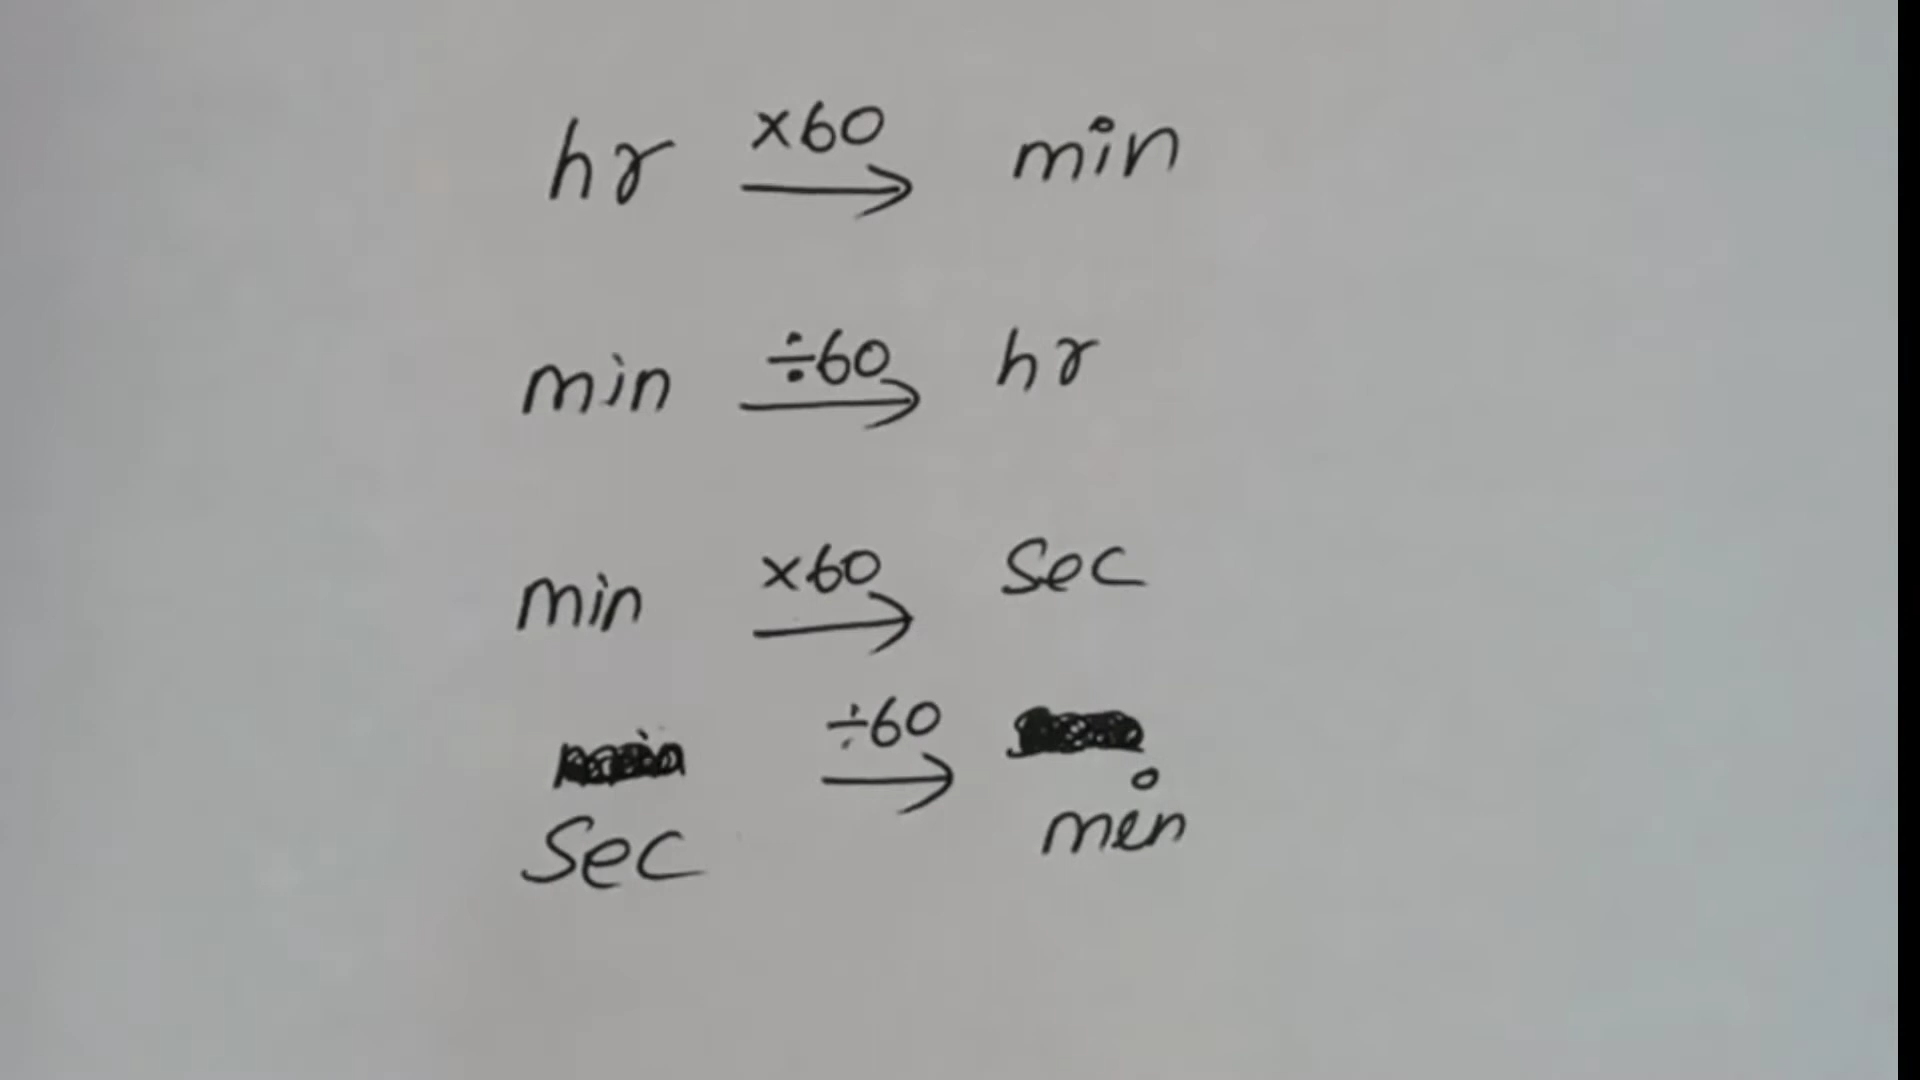 hr ×60 → min
min ÷60 → hr
min ×60 → sec
÷60 →
sec min